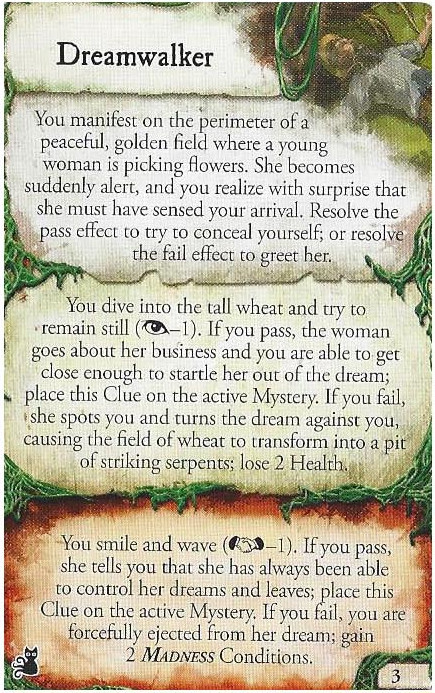 Dreamwalker
You manifest on the perimeter of a
peaceful, golden field where a young
woman is picking flowers. She becomes
suddenly alert, and you realize with surprise that
she must have sensed your arrival. Resolve the
pass effect to try to conceal yourself; or resolve
the fail effect to greet her.
You dive into the tall wheat and try to
remain still (–1). If you pass, the woman
goes about her business and you are able to get
close enough to startle her out of the dream;
place this Clue on the active Mystery. If you fail,
she spots you and turns the dream against you,
causing the field of wheat to transform into a pit
of striking serpents; lose 2 Health.
You smile and wave (–1). If you pass,
she tells you that she has always been able
to control her dreams and leaves; place this
Clue on the active Mystery. If you fail, you are
forcefully ejected from her dream; gain
2 MADNESS Conditions.
3